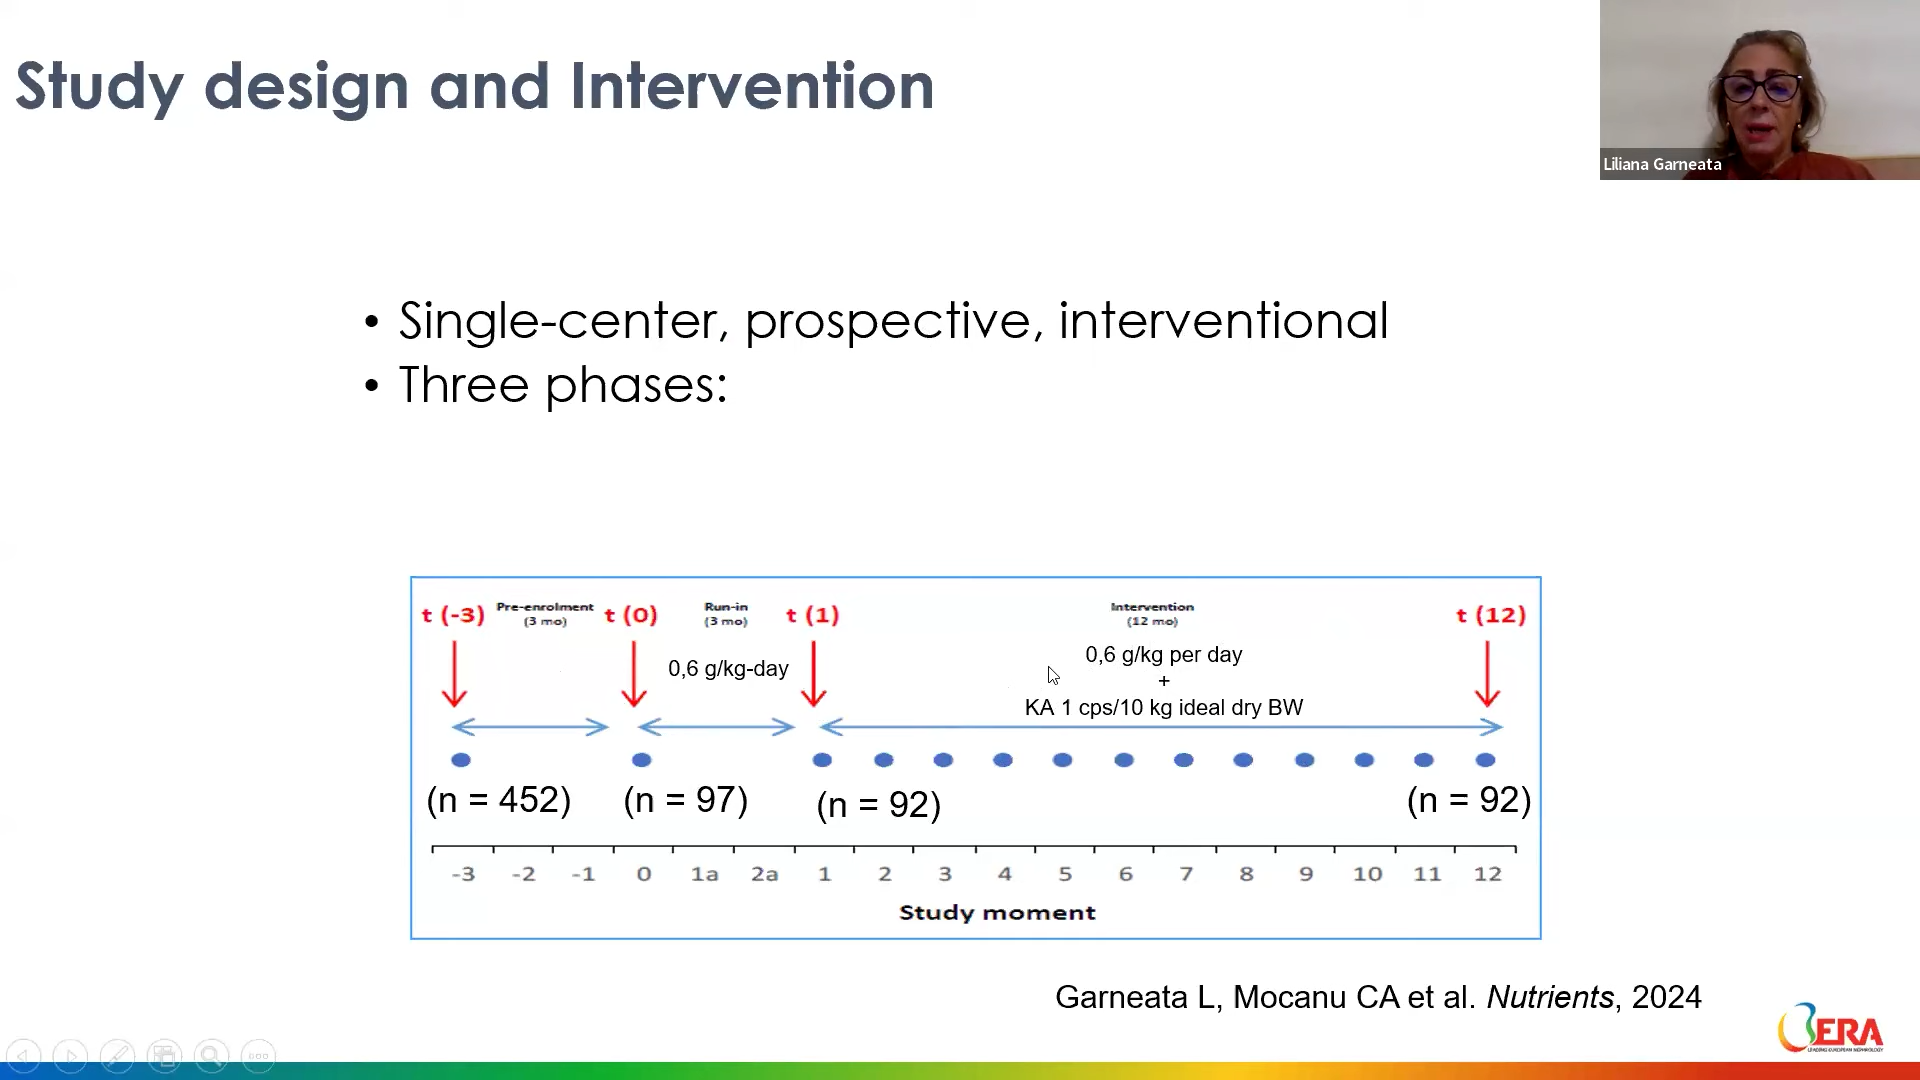 Study design and Intervention
Liliana Garneata
• Single-center, prospective, interventional
• Three phases:
t (-3) Pre-enrolment (3 mo) t (0) Run-in (3 mo) t (1) Intervention (12 mo) t (12)
0,6 g/kg-day
0,6 g/kg per day
+
KA 1 cps/10 kg ideal dry BW
(n = 452) (n = 97) (n = 92) (n = 92)
-3 -2 -1 0 1a 2a 1 2 3 4 5 6 7 8 9 10 11 12
Study moment
Garneata L, Mocanu CA et al. Nutrients, 2024
ERA
LEADING EUROPEAN NEPHROLOGY